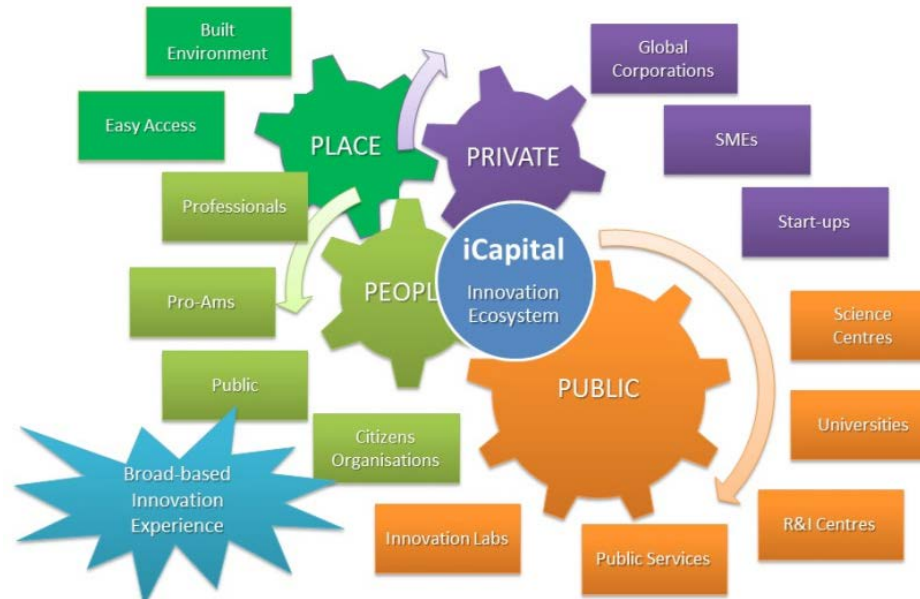 Built
Environment
Easy Access
PLACE
PRIVATE
Global
Corporations
SMEs
Start-ups
Professionals
Pro-Ams
Public
Citizens
Organisations
PEOPL
iCapital
Innovation
Ecosystem
PUBLIC
Science
Centres
Universities
R&I Centres
Public Services
Innovation Labs
Broad-based
Innovation
Experience